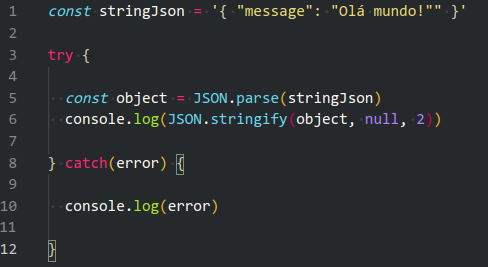 1 const stringJson = '{ "message": "Olá mundo!"" }'
2
3 try {
4
5 const object = JSON.parse(stringJson)
6 console.log(JSON.stringify(object, null, 2))
7
8 } catch(error) {
9
10 console.log(error)
11
12 }